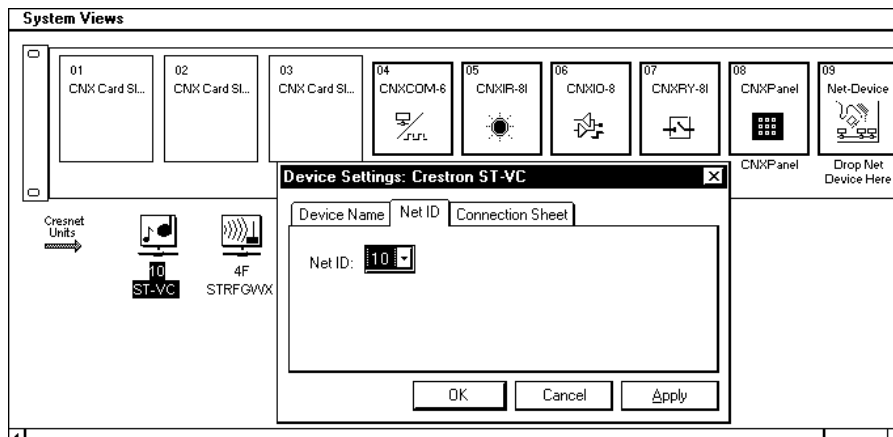 System Views
01
CNX Card Sl...
02
CNX Card Sl...
03
CNX Card Sl...
04
CNXCOM-6
05
CNXIR-8I
06
CNXIO-8
07
CNXRY-8I
08
CNXPanel
CNXPanel
09
Net-Device
Drop Net
Device Here
Cresnet
Units
10
ST-VC
4F
STRFGWX
Device Settings: Crestron ST-VC
Device Name Net ID Connection Sheet
Net ID: 10
OK Cancel Apply